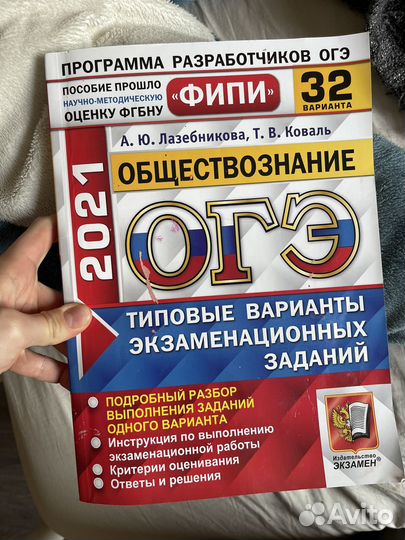 ПРОГРАММА РАЗРАБОТЧИКОВ ОГЭ
ПОСОБИЕ ПРОШЛО
НАУЧНО-МЕТОДИЧЕСКУЮ
ОЦЕНКУ ФГБНУ
«ФИПИ»
32
ВАРИАНТА
А. Ю. Лазебникова, Т. В. Коваль
ОБЩЕСТВОЗНАНИЕ
2021
ОГЭ
ТИПОВЫЕ ВАРИАНТЫ
ЭКЗАМЕНАЦИОННЫХ
ЗАДАНИЙ
ПОДРОБНЫЙ РАЗБОР
ВЫПОЛНЕНИЯ ЗАДАНИЙ
ОДНОГО ВАРИАНТА
Инструкция по выполнению
экзаменационной работы
Критерии оценивания
Ответы и решения
Издательство
ЭКЗАМЕН®
Avito